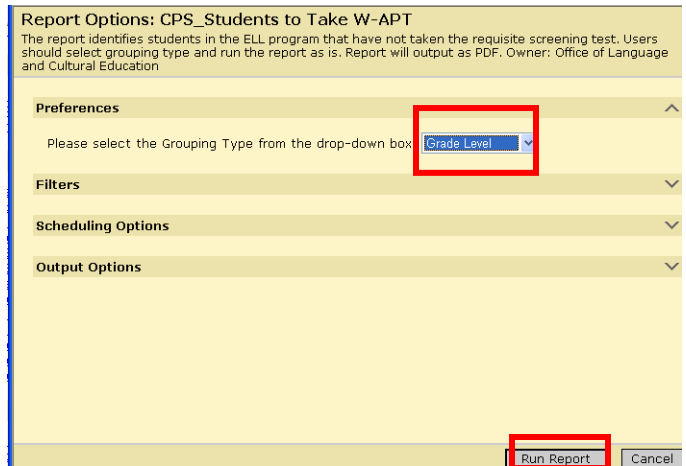 Report Options: CPS_Students to Take W-APT
The report identifies students in the ELL program that have not taken the requisite screening test. Users
should select grouping type and run the report as is. Report will output as PDF. Owner: Office of Language
and Cultural Education
Preferences
Please select the Grouping Type from the drop-down box Grade Level
Filters
Scheduling Options
Output Options
Run Report Cancel